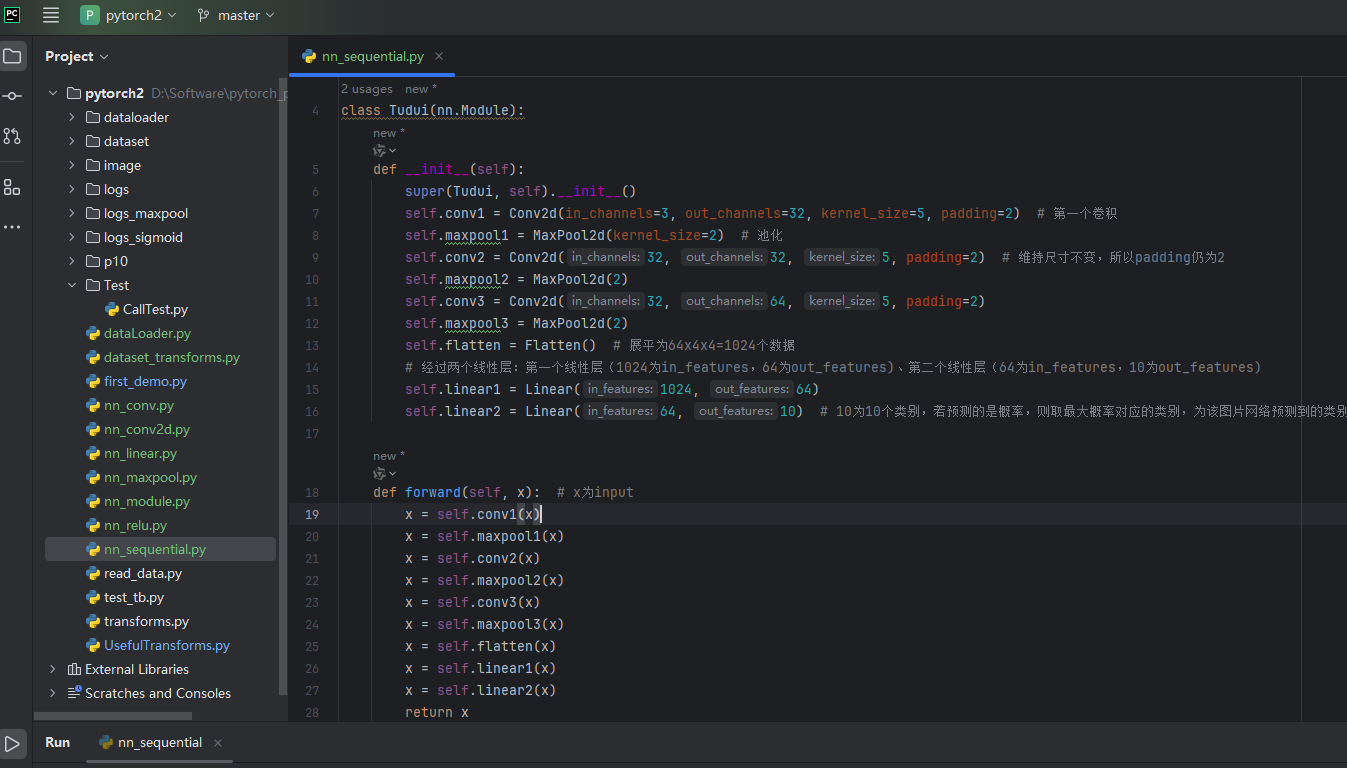 PC
P pytorch2 master
Project
pytorch2 D:\Software\pytorch_p
dataloader
dataset
image
logs
logs_maxpool
logs_sigmoid
p10
Test
CallTest.py
dataLoader.py
dataset_transforms.py
first_demo.py
nn_conv.py
nn_conv2d.py
nn_linear.py
nn_maxpool.py
nn_module.py
nn_relu.py
nn_sequential.py
read_data.py
test_tb.py
transforms.py
UsefulTransforms.py
External Libraries
Scratches and Consoles
nn_sequential.py
2 usages new *
4 class Tudui(nn.Module):
new *
5 def __init__(self):
6 super(Tudui, self).__init__()
7 self.conv1 = Conv2d(in_channels=3, out_channels=32, kernel_size=5, padding=2) # 第一个卷积
8 self.maxpool1 = MaxPool2d(kernel_size=2) # 池化
9 self.conv2 = Conv2d( in_channels: 32, out_channels: 32, kernel_size: 5, padding=2) # 维持尺寸不变，所以padding仍为2
10 self.maxpool2 = MaxPool2d(2)
11 self.conv3 = Conv2d( in_channels: 32, out_channels: 64, kernel_size: 5, padding=2)
12 self.maxpool3 = MaxPool2d(2)
13 self.flatten = Flatten() # 展平为64x4x4=1024个数据
14 # 经过两个线性层：第一个线性层（1024为in_features，64为out_features)、第二个线性层（64为in_features，10为out_features)
15 self.linear1 = Linear( in_features: 1024, out_features: 64)
16 self.linear2 = Linear( in_features: 64, out_features: 10) # 10为10个类别，若预测的是概率，则取最大概率对应的类别，为该图片网络预测到的类别
17
new *
18 def forward(self, x): # x为input
19 x = self.conv1(x)
20 x = self.maxpool1(x)
21 x = self.conv2(x)
22 x = self.maxpool2(x)
23 x = self.conv3(x)
24 x = self.maxpool3(x)
25 x = self.flatten(x)
26 x = self.linear1(x)
27 x = self.linear2(x)
28 return x
Run nn_sequential